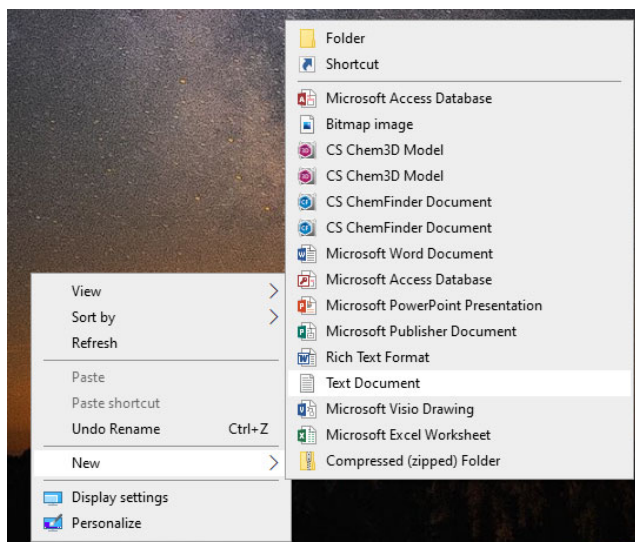 Folder
Shortcut
Microsoft Access Database
Bitmap image
CS Chem3D Model
CS Chem3D Model
CS ChemFinder Document
CS ChemFinder Document
Microsoft Word Document
Microsoft Access Database
Microsoft PowerPoint Presentation
Microsoft Publisher Document
Rich Text Format
Text Document
Microsoft Visio Drawing
Microsoft Excel Worksheet
Compressed (zipped) Folder
View
Sort by
Refresh
Paste
Paste shortcut
Undo Rename Ctrl+Z
New
Display settings
Personalize